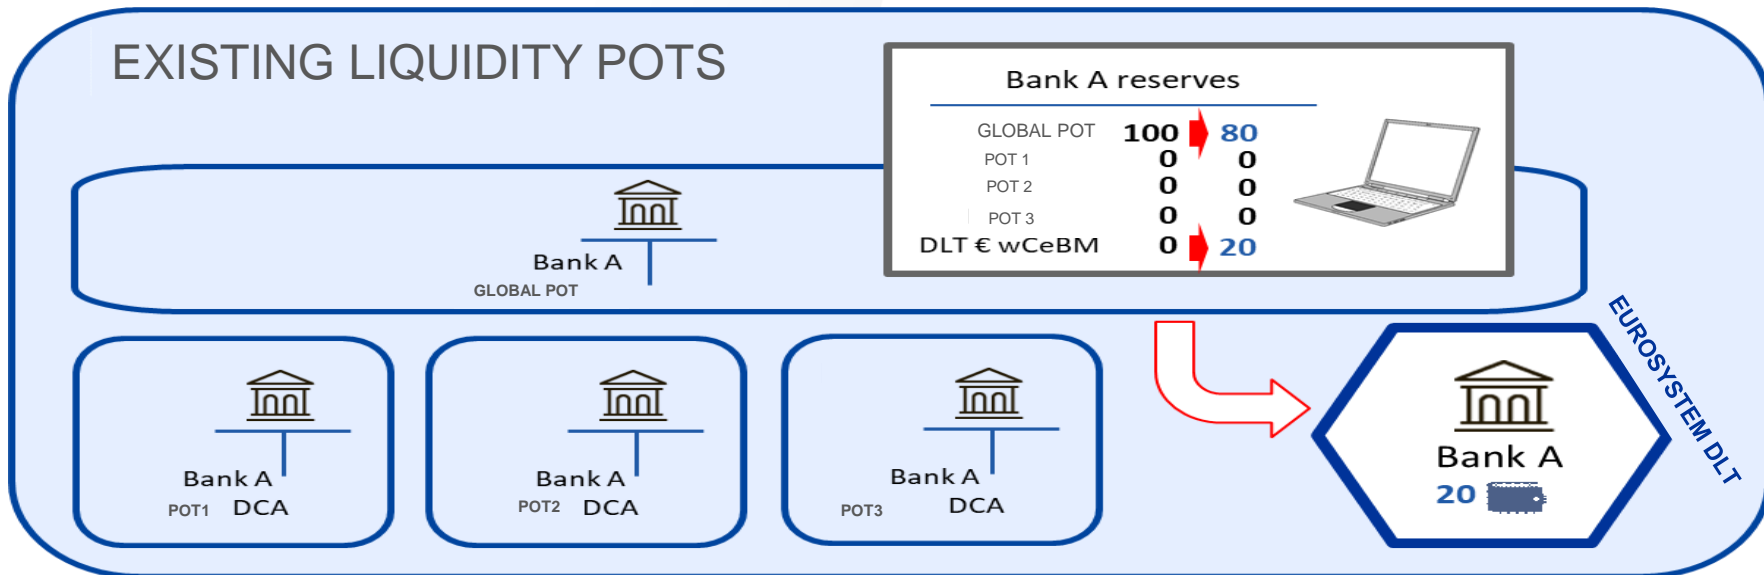 EXISTING LIQUIDITY POTS
Bank A reserves
GLOBAL POT 100 80
POT 1 0 0
POT 2 0 0
POT 3 0 0
DLT € wCeBM 0 20
Bank A
GLOBAL POT
Bank A
POT1 DCA
Bank A
POT2 DCA
Bank A
POT3 DCA
EUROSYSTEM DLT
Bank A
20